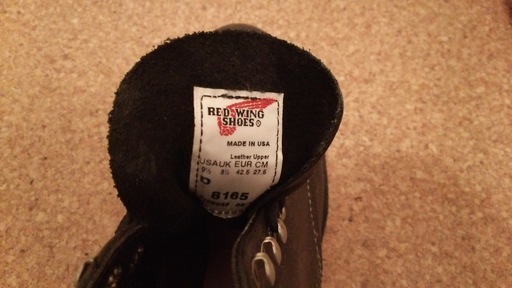 RED WING
SHOES®
MADE IN USA
Leather Upper
USA UK EUR CM
9½ 8½ 42.5 27.5
D
8165